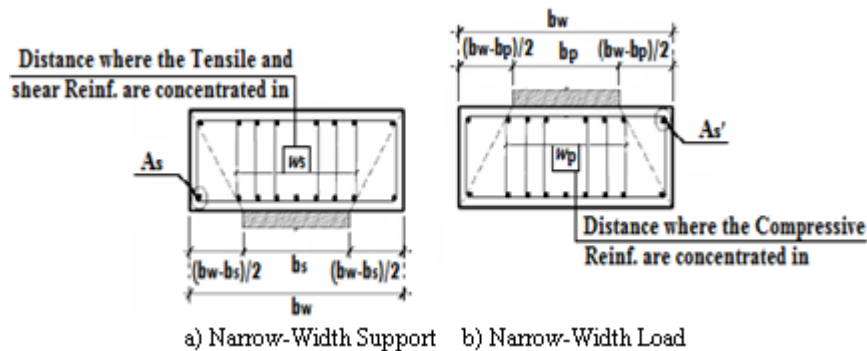 Distance where the Tensile and
shear Reinf. are concentrated in
As
ws
(bw-bs)/2 bs (bw-bs)/2
bw
bw
(bw-bp)/2 bp (bw-bp)/2
As'
wp
Distance where the Compressive
Reinf. are concentrated in
a) Narrow-Width Support b) Narrow-Width Load